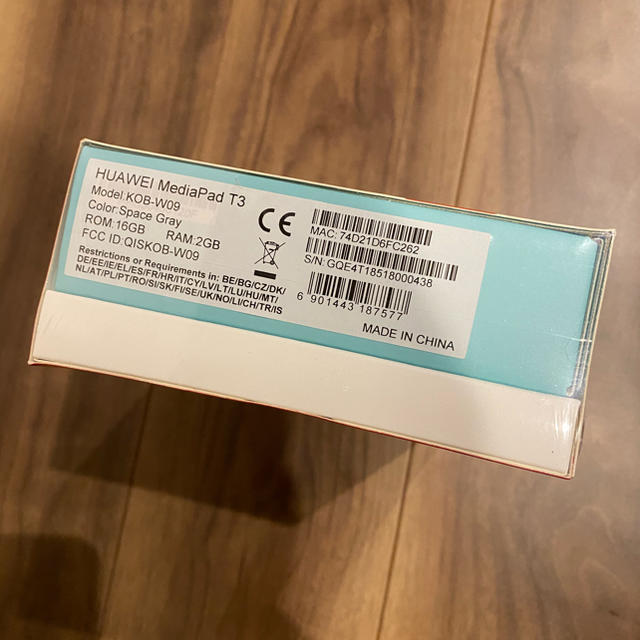 HUAWEI MediaPad T3
Model:KOB-W09
Color:Space Gray
ROM:16GB RAM:2GB
FCC ID:QISKOB-W09
Restrictions or Requirements in: BE/BG/CZ/DK/
DE/EE/IE/EL/ES/FR/HR/IT/CY/LV/LT/LU/HU/MT/
NL/AT/PL/PT/RO/SI/SK/FI/SE/UK/NO/LI/CH/TR/IS
CE
MAC: 74D21D6FC262
S/N: GQE4T18518000438
6 901443 187577
MADE IN CHINA